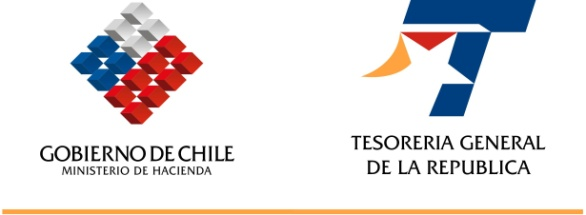 GOBIERNO DE CHILE
MINISTERIO DE HACIENDA
TESORERIA GENERAL
DE LA REPUBLICA